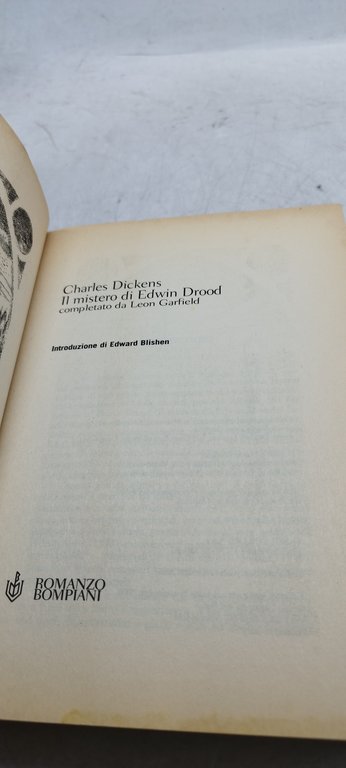 Charles Dickens
Il mistero di Edwin Drood
completato da Leon Garfield
Introduzione di Edward Blishen
ROMANZO
BOMPIANI